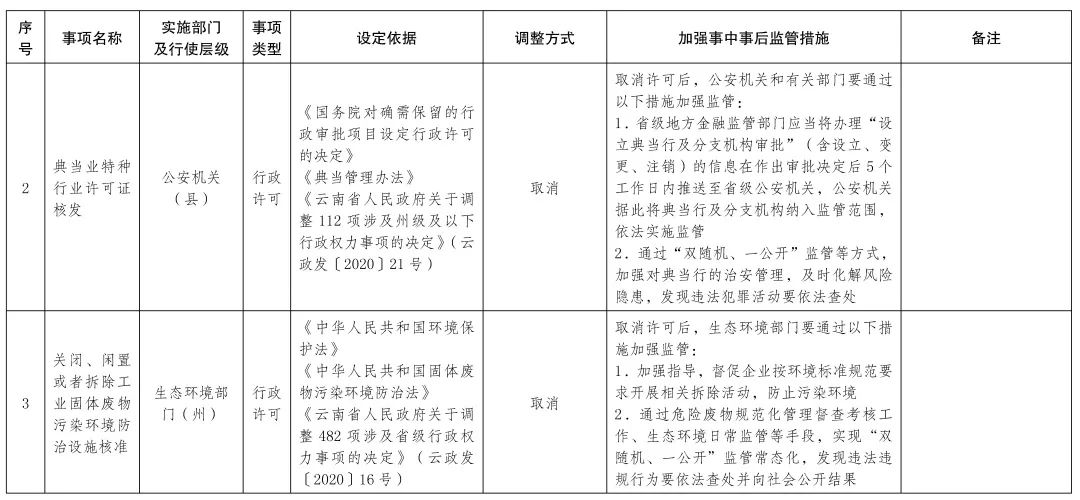 序号
事项名称
实施部门
及行使层级
事项类型
设定依据
调整方式
加强事中事后监管措施
备注
2
典当业特种
行业许可证
核发
公安机关
（县）
行政
许可
《国务院对确需保留的行
政审批项目设定行政许可
的决定》
《典当管理办法》
《云南省人民政府关于调
整 112 项涉及州级及以下
行政权力事项的决定》（云
政发〔2020〕21 号）
取消
取消许可后，公安机关和有关部门要通过
以下措施加强监管：
1．省级地方金融监管部门应当将办理“设
立典当行及分支机构审批”（含设立、变
更、注销）的信息在作出审批决定后 5 个
工作日内推送至省级公安机关，公安机关
据此将典当行及分支机构纳入监管范围，
依法实施监管
2．通过“双随机、一公开”监管等方式，
加强对典当行的治安管理，及时化解风险
隐患，发现违法犯罪活动要依法查处
3
关闭、闲置
或者拆除工
业固体废物
污染环境防
治设施核准
生态环境部
门（州）
行政
许可
《中华人民共和国环境保
护法》
《中华人民共和国固体废
物污染环境防治法》
《云南省人民政府关于调
整 482 项涉及省级行政权
力事项的决定》（云政发
〔2020〕16 号）
取消
取消许可后，生态环境部门要通过以下措
施加强监管：
1．加强指导，督促企业按环境标准规范要
求开展相关拆除活动，防止污染环境
2．通过危险废物规范化管理督查考核工
作、生态环境日常监管等手段，实现“双
随机、一公开”监管常态化，发现违法违
规行为要依法查处并向社会公开结果